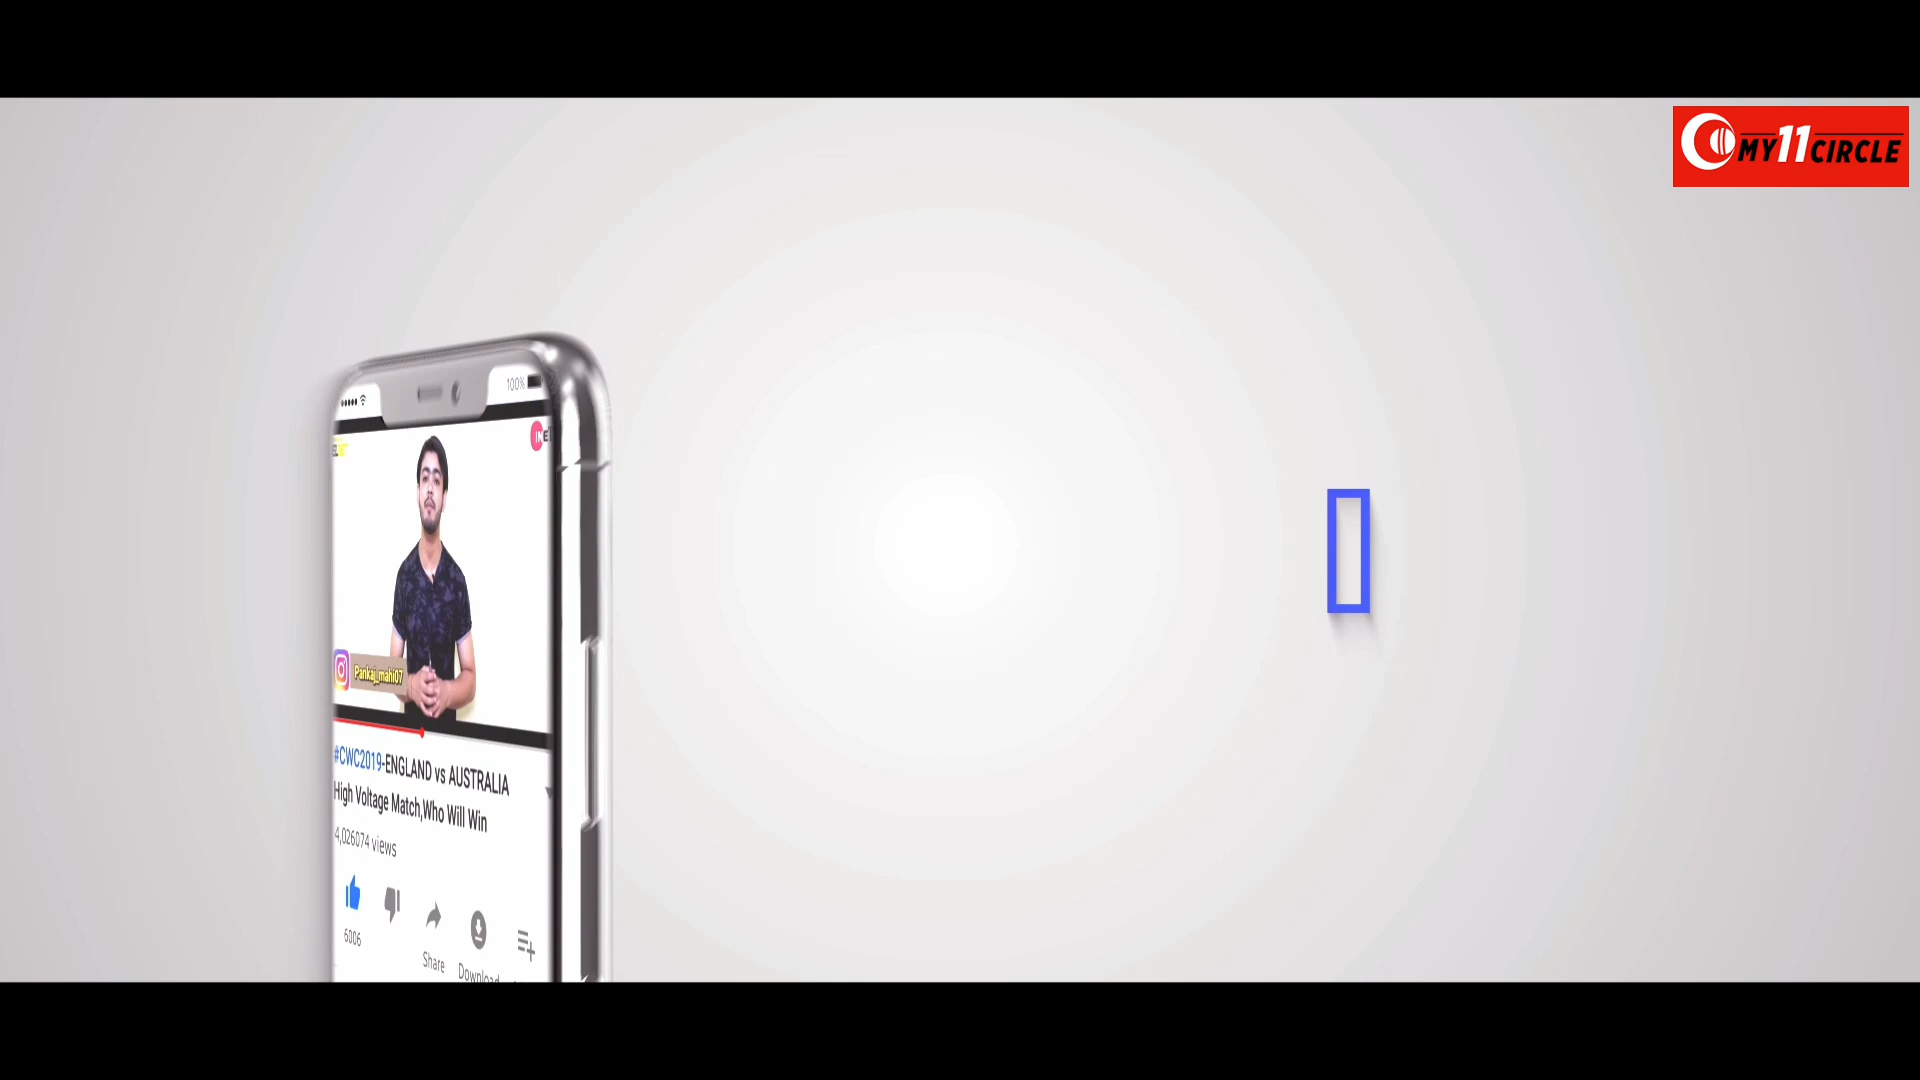 MY11CIRCLE
100%
Pankaj_mahi07
#CWC2019-ENGLAND vs AUSTRALIA
High Voltage Match,Who Will Win
4,026074 views
6006
Share
Download